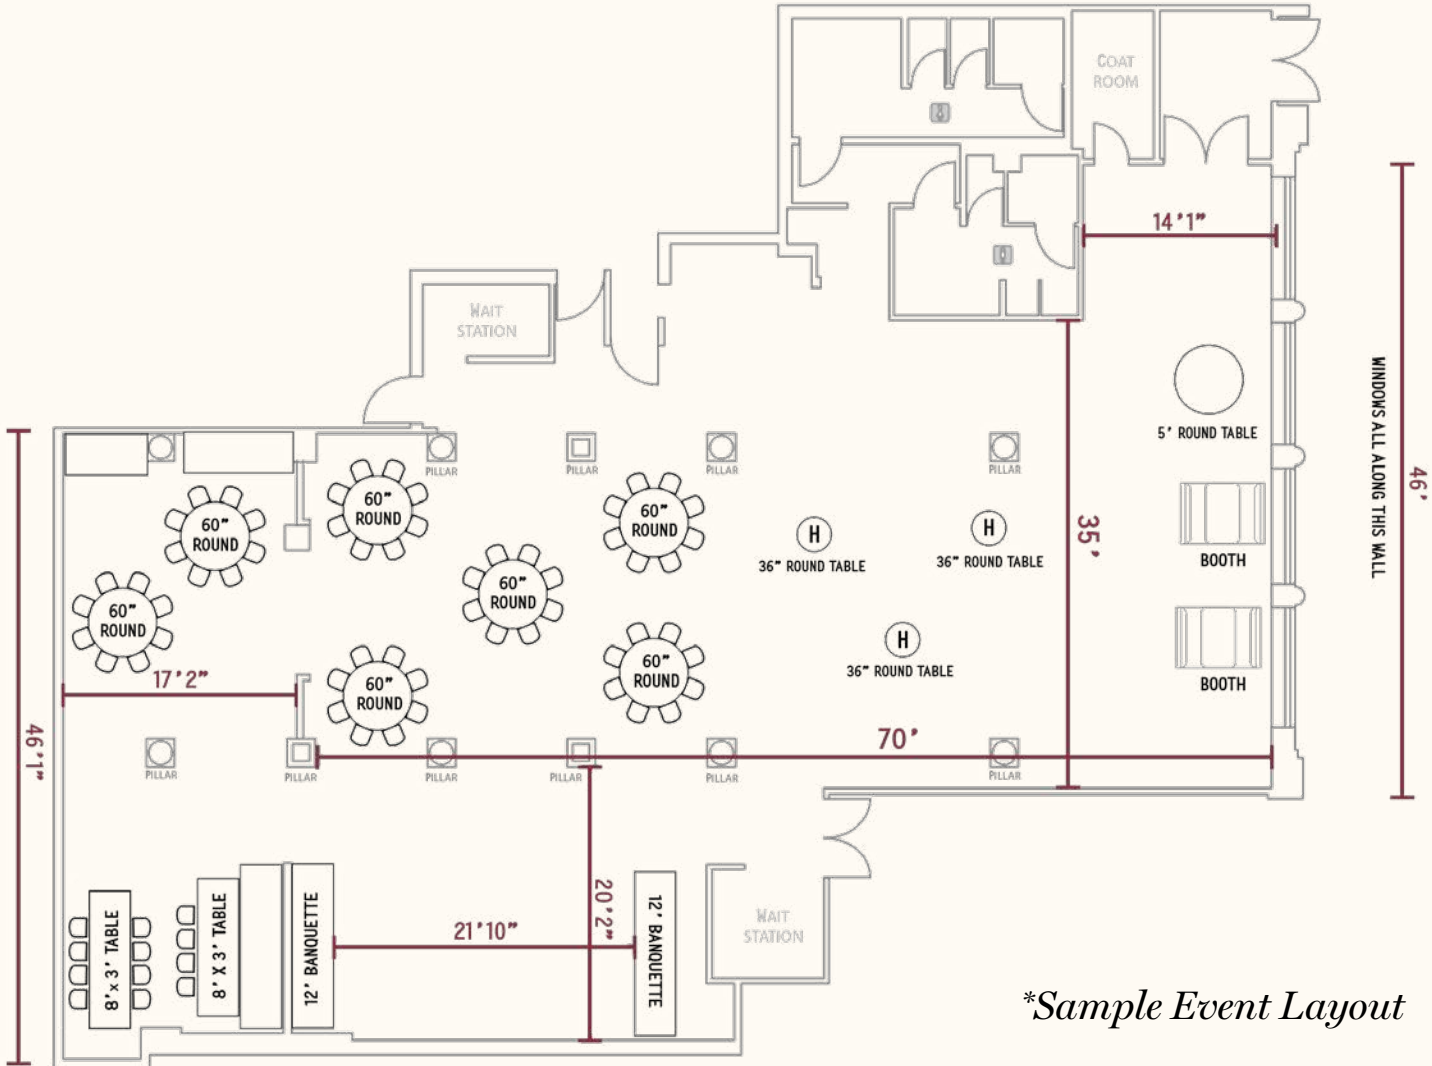 COAT
ROOM
14'1"
WAIT
STATION
WINDOWS ALL ALONG THIS WALL
46'
5' ROUND TABLE
PILLAR
PILLAR
PILLAR
PILLAR
60"
ROUND
60"
ROUND
60"
ROUND
60"
ROUND
60"
ROUND
60"
ROUND
60"
ROUND
H
36" ROUND TABLE
H
36" ROUND TABLE
H
36" ROUND TABLE
35'
BOOTH
BOOTH
17'2"
46'1"
70'
PILLAR
PILLAR
PILLAR
PILLAR
PILLAR
PILLAR
8' x 3' TABLE
8' X 3' TABLE
12' BANQUETTE
21'10"
20'2"
12' BANQUETTE
WAIT
STATION
*Sample Event Layout